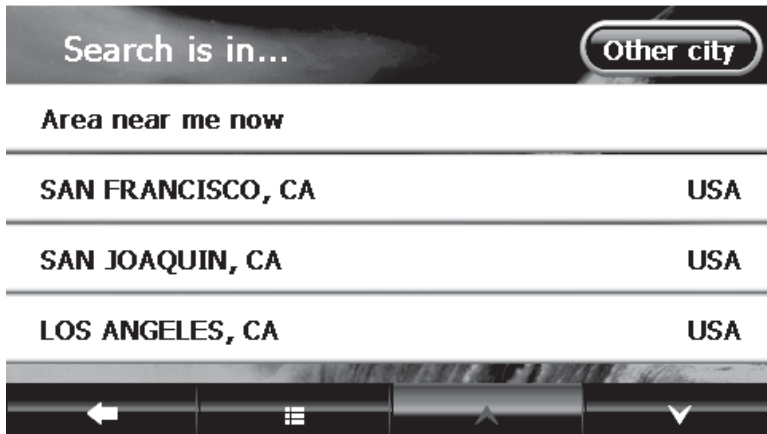 Search is in...
Other city
Area near me now
SAN FRANCISCO, CA USA
SAN JOAQUIN, CA USA
LOS ANGELES, CA USA